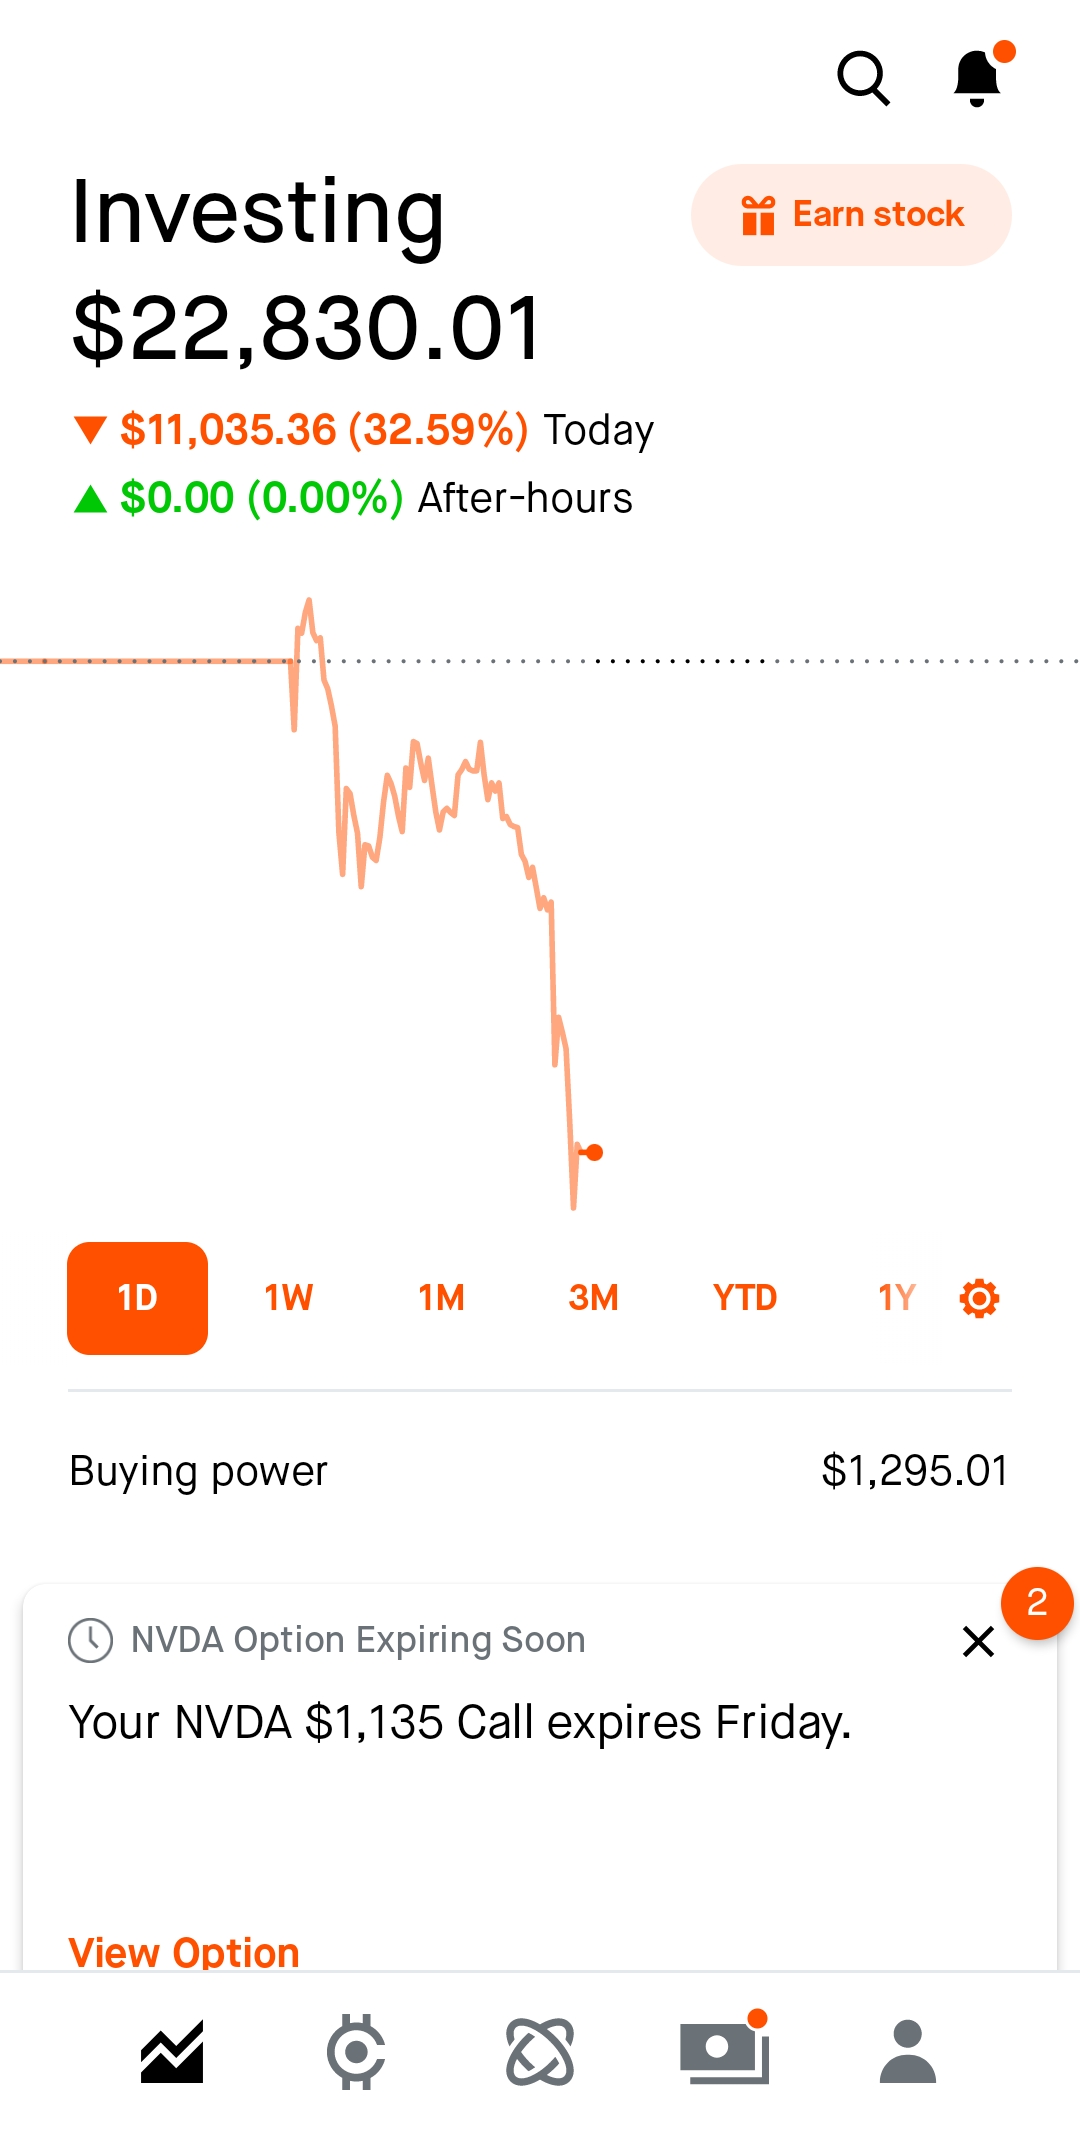 Investing
Earn stock
$22,830.01
▼ $11,035.36 (32.59%) Today
▲ $0.00 (0.00%) After-hours
1D 1W 1M 3M YTD 1Y
Buying power $1,295.01
2
NVDA Option Expiring Soon
Your NVDA $1,135 Call expires Friday.
View Option